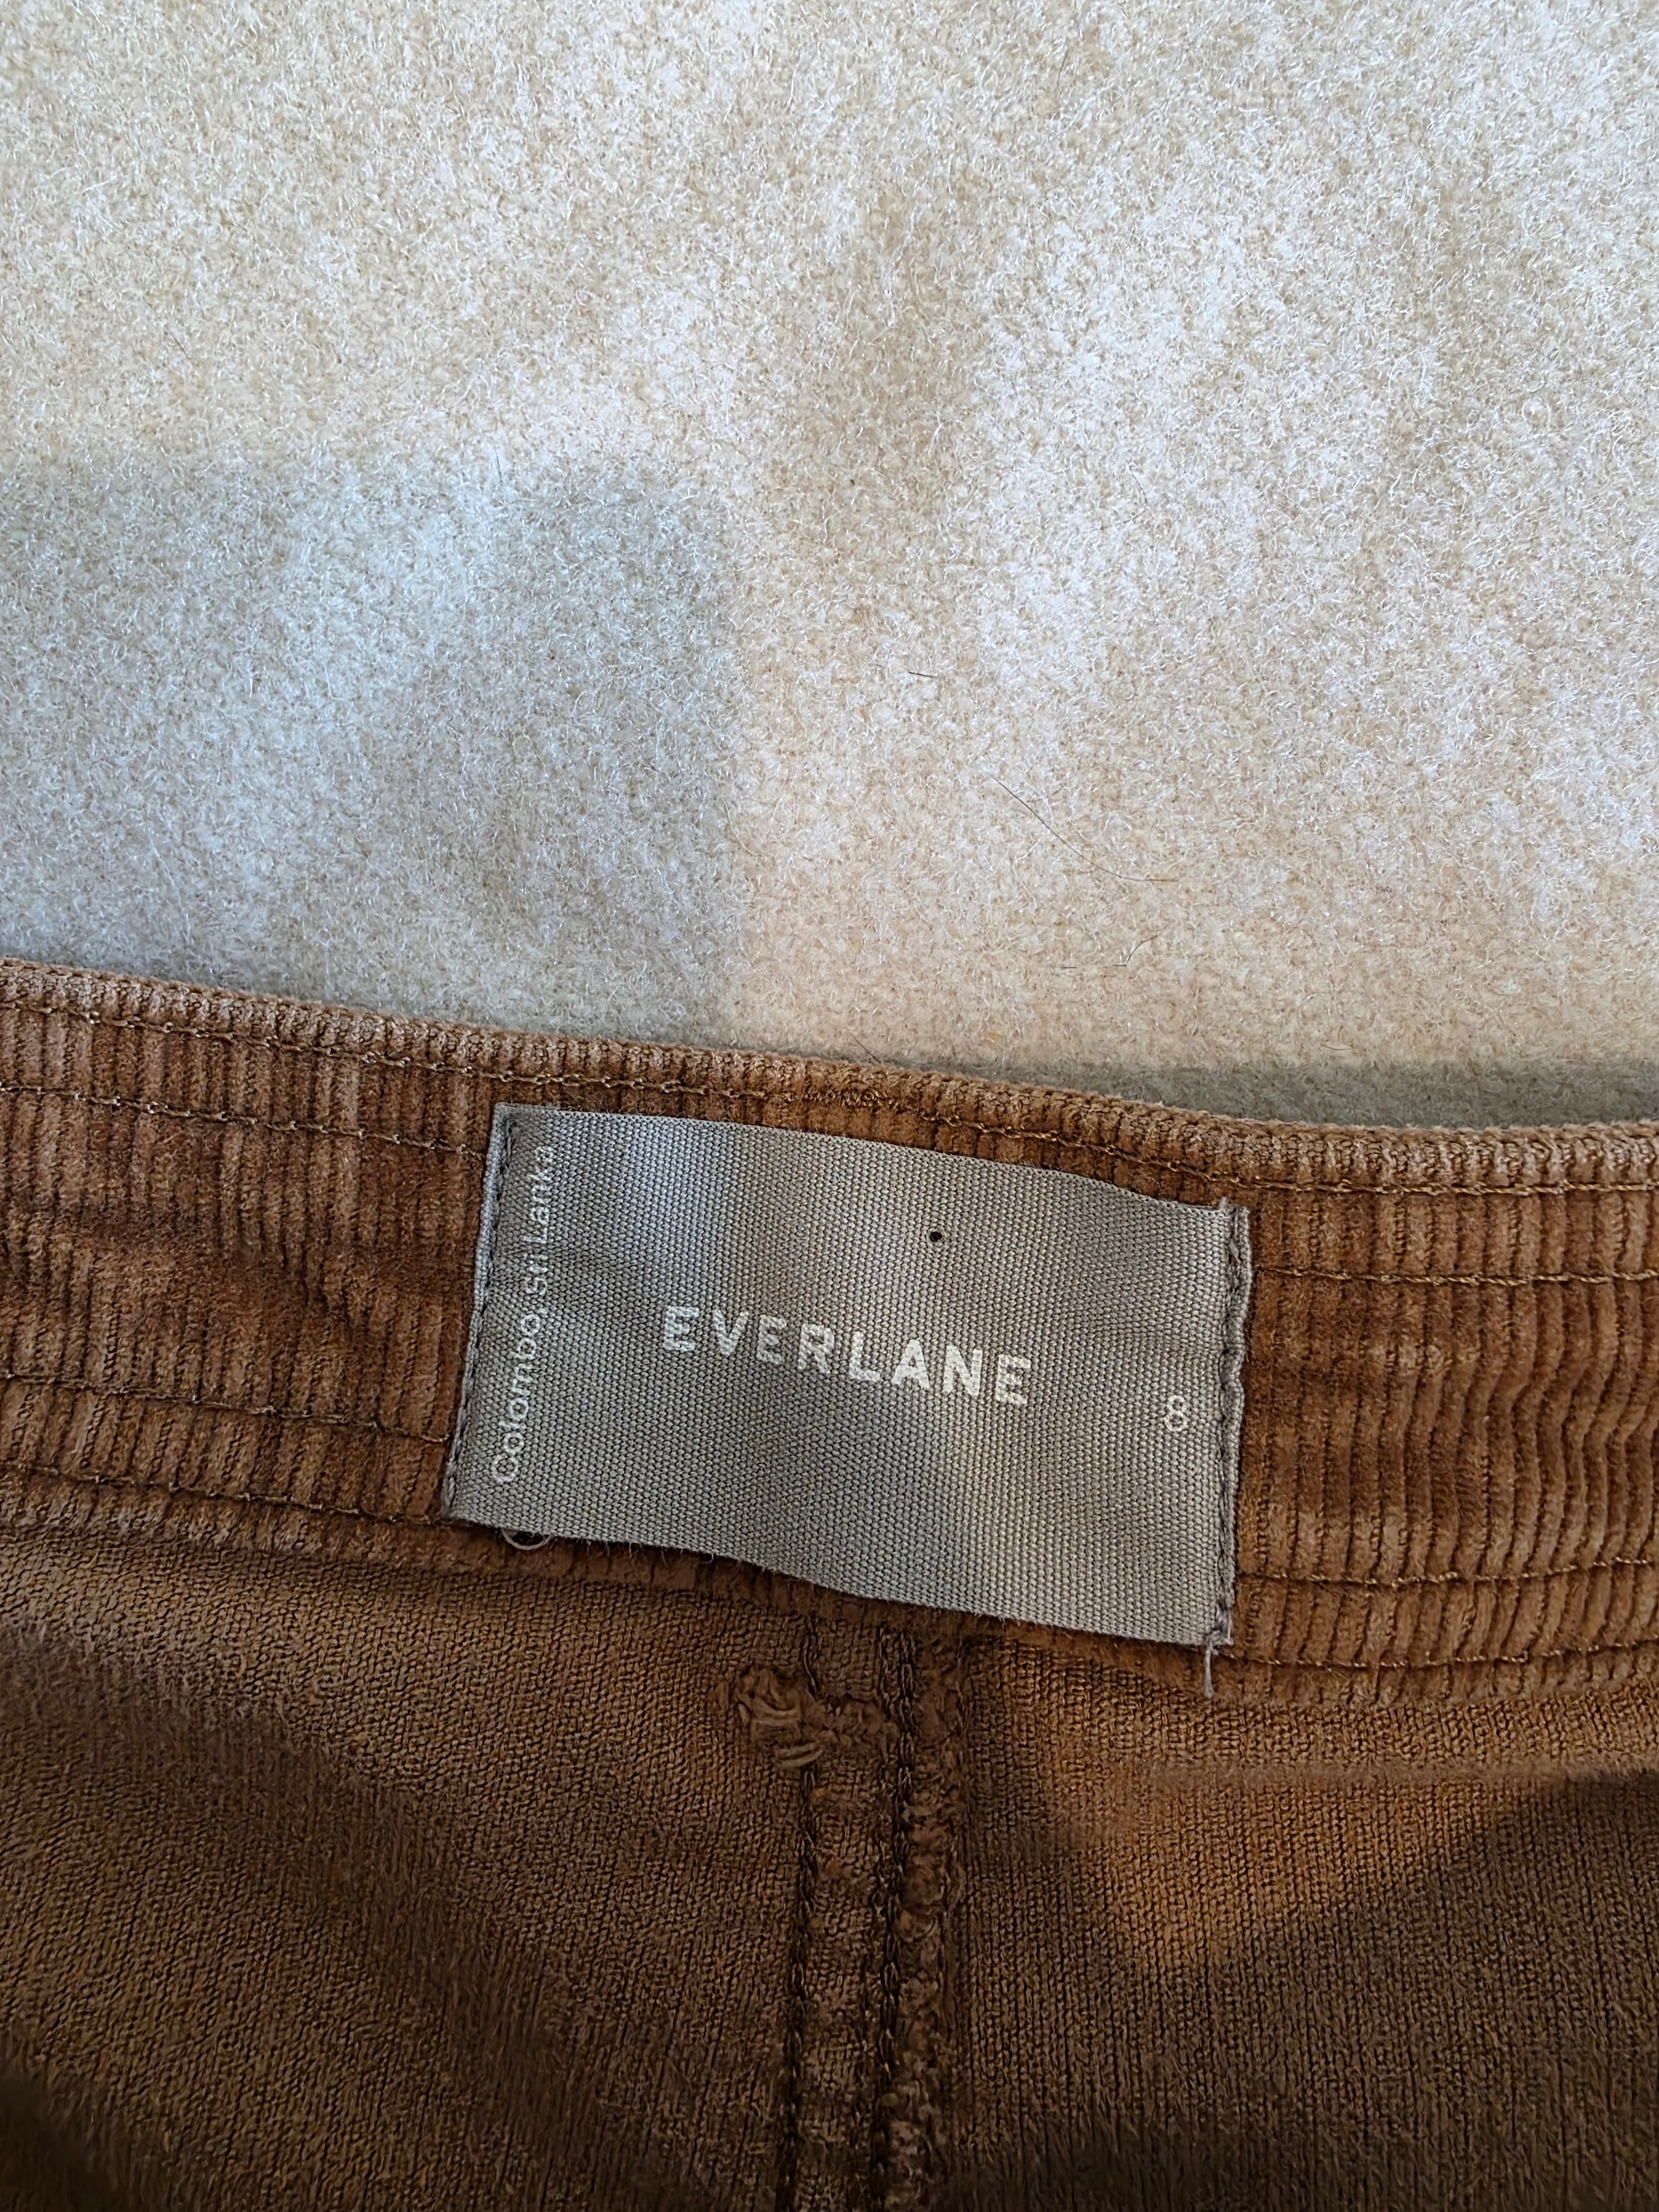 Colombo, Sri Lanka
EVERLANE
8